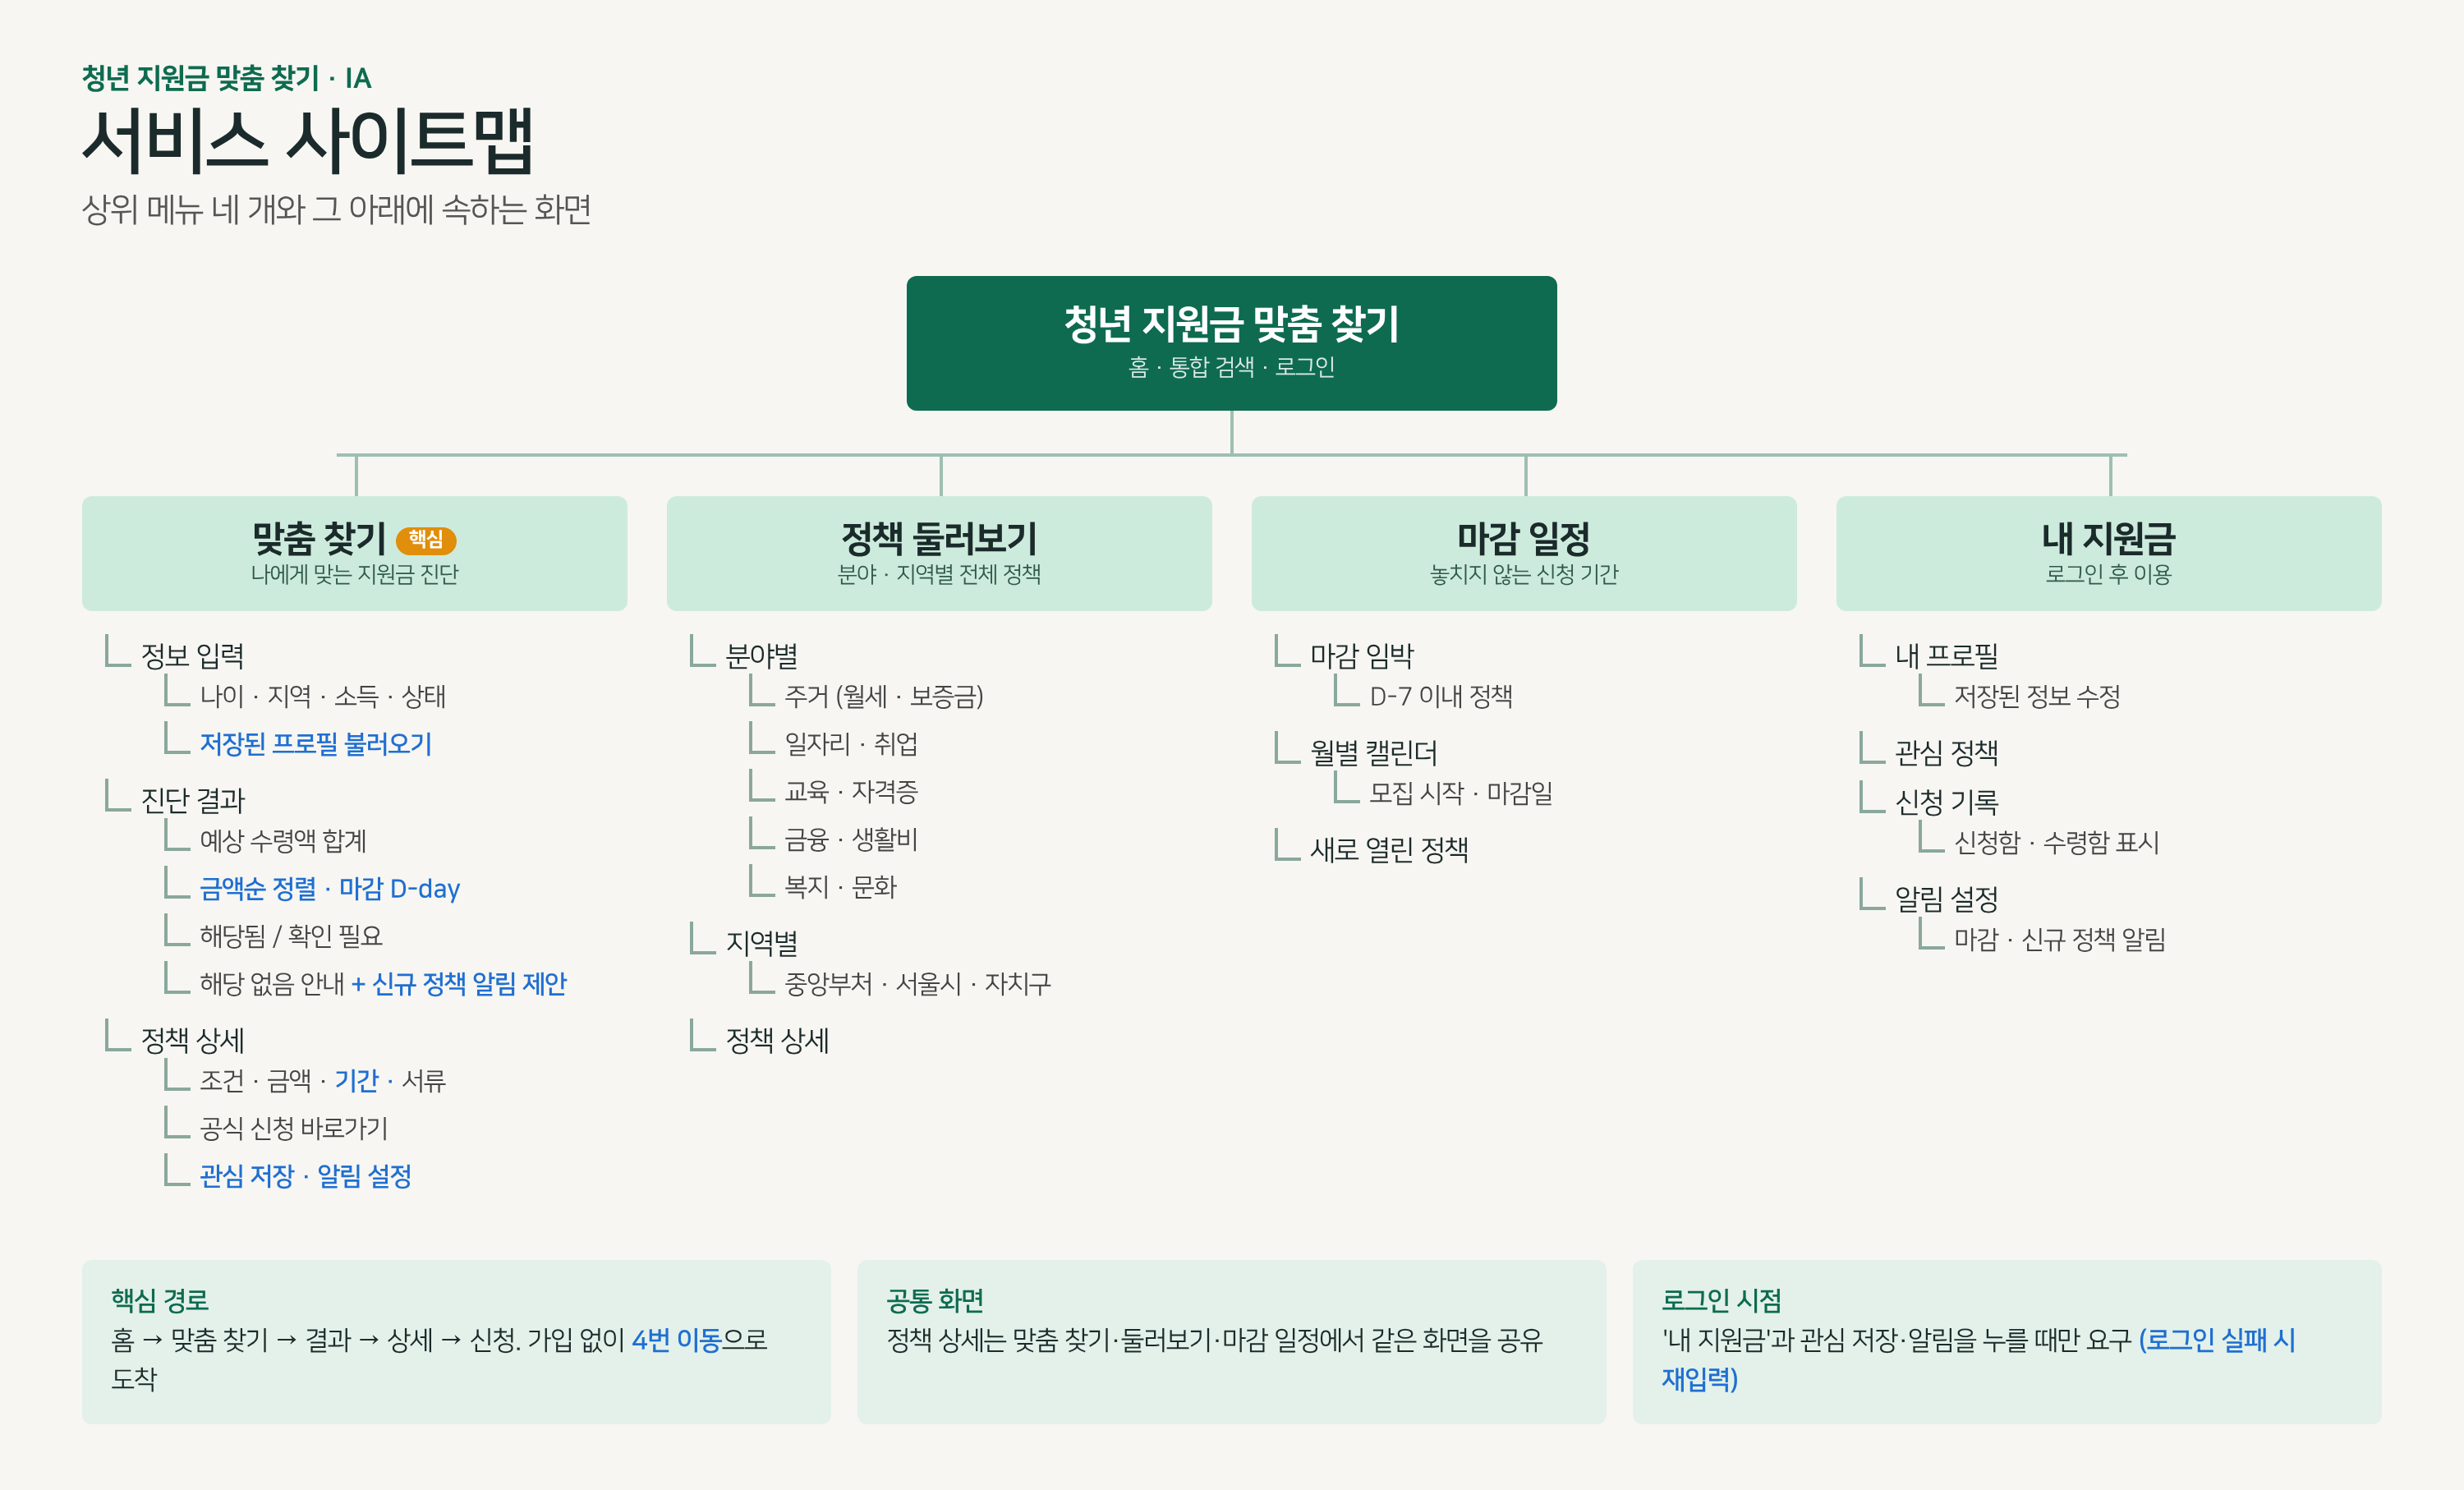 청년 지원금 맞춤 찾기 · IA
서비스 사이트맵
상위 메뉴 네 개와 그 아래에 속하는 화면
청년 지원금 맞춤 찾기
홈 · 통합 검색 · 로그인
맞춤 찾기 핵심
나에게 맞는 지원금 진단
정보 입력
나이 · 지역 · 소득 · 상태
저장된 프로필 불러오기
진단 결과
예상 수령액 합계
금액순 정렬 · 마감 D-day
해당됨 / 확인 필요
해당 없음 안내 + 신규 정책 알림 제안
정책 상세
조건 · 금액 · 기간 · 서류
공식 신청 바로가기
관심 저장 · 알림 설정
정책 둘러보기
분야 · 지역별 전체 정책
분야별
주거 (월세 · 보증금)
일자리 · 취업
교육 · 자격증
금융 · 생활비
복지 · 문화
지역별
중앙부처 · 서울시 · 자치구
정책 상세
마감 일정
놓치지 않는 신청 기간
마감 임박
D-7 이내 정책
월별 캘린더
모집 시작 · 마감일
새로 열린 정책
내 지원금
로그인 후 이용
내 프로필
저장된 정보 수정
관심 정책
신청 기록
신청함 · 수령함 표시
알림 설정
마감 · 신규 정책 알림
핵심 경로
홈 → 맞춤 찾기 → 결과 → 상세 → 신청. 가입 없이 4번 이동으로
도착
공통 화면
정책 상세는 맞춤 찾기·둘러보기·마감 일정에서 같은 화면을 공유
로그인 시점
'내 지원금'과 관심 저장·알림을 누를 때만 요구 (로그인 실패 시
재입력)